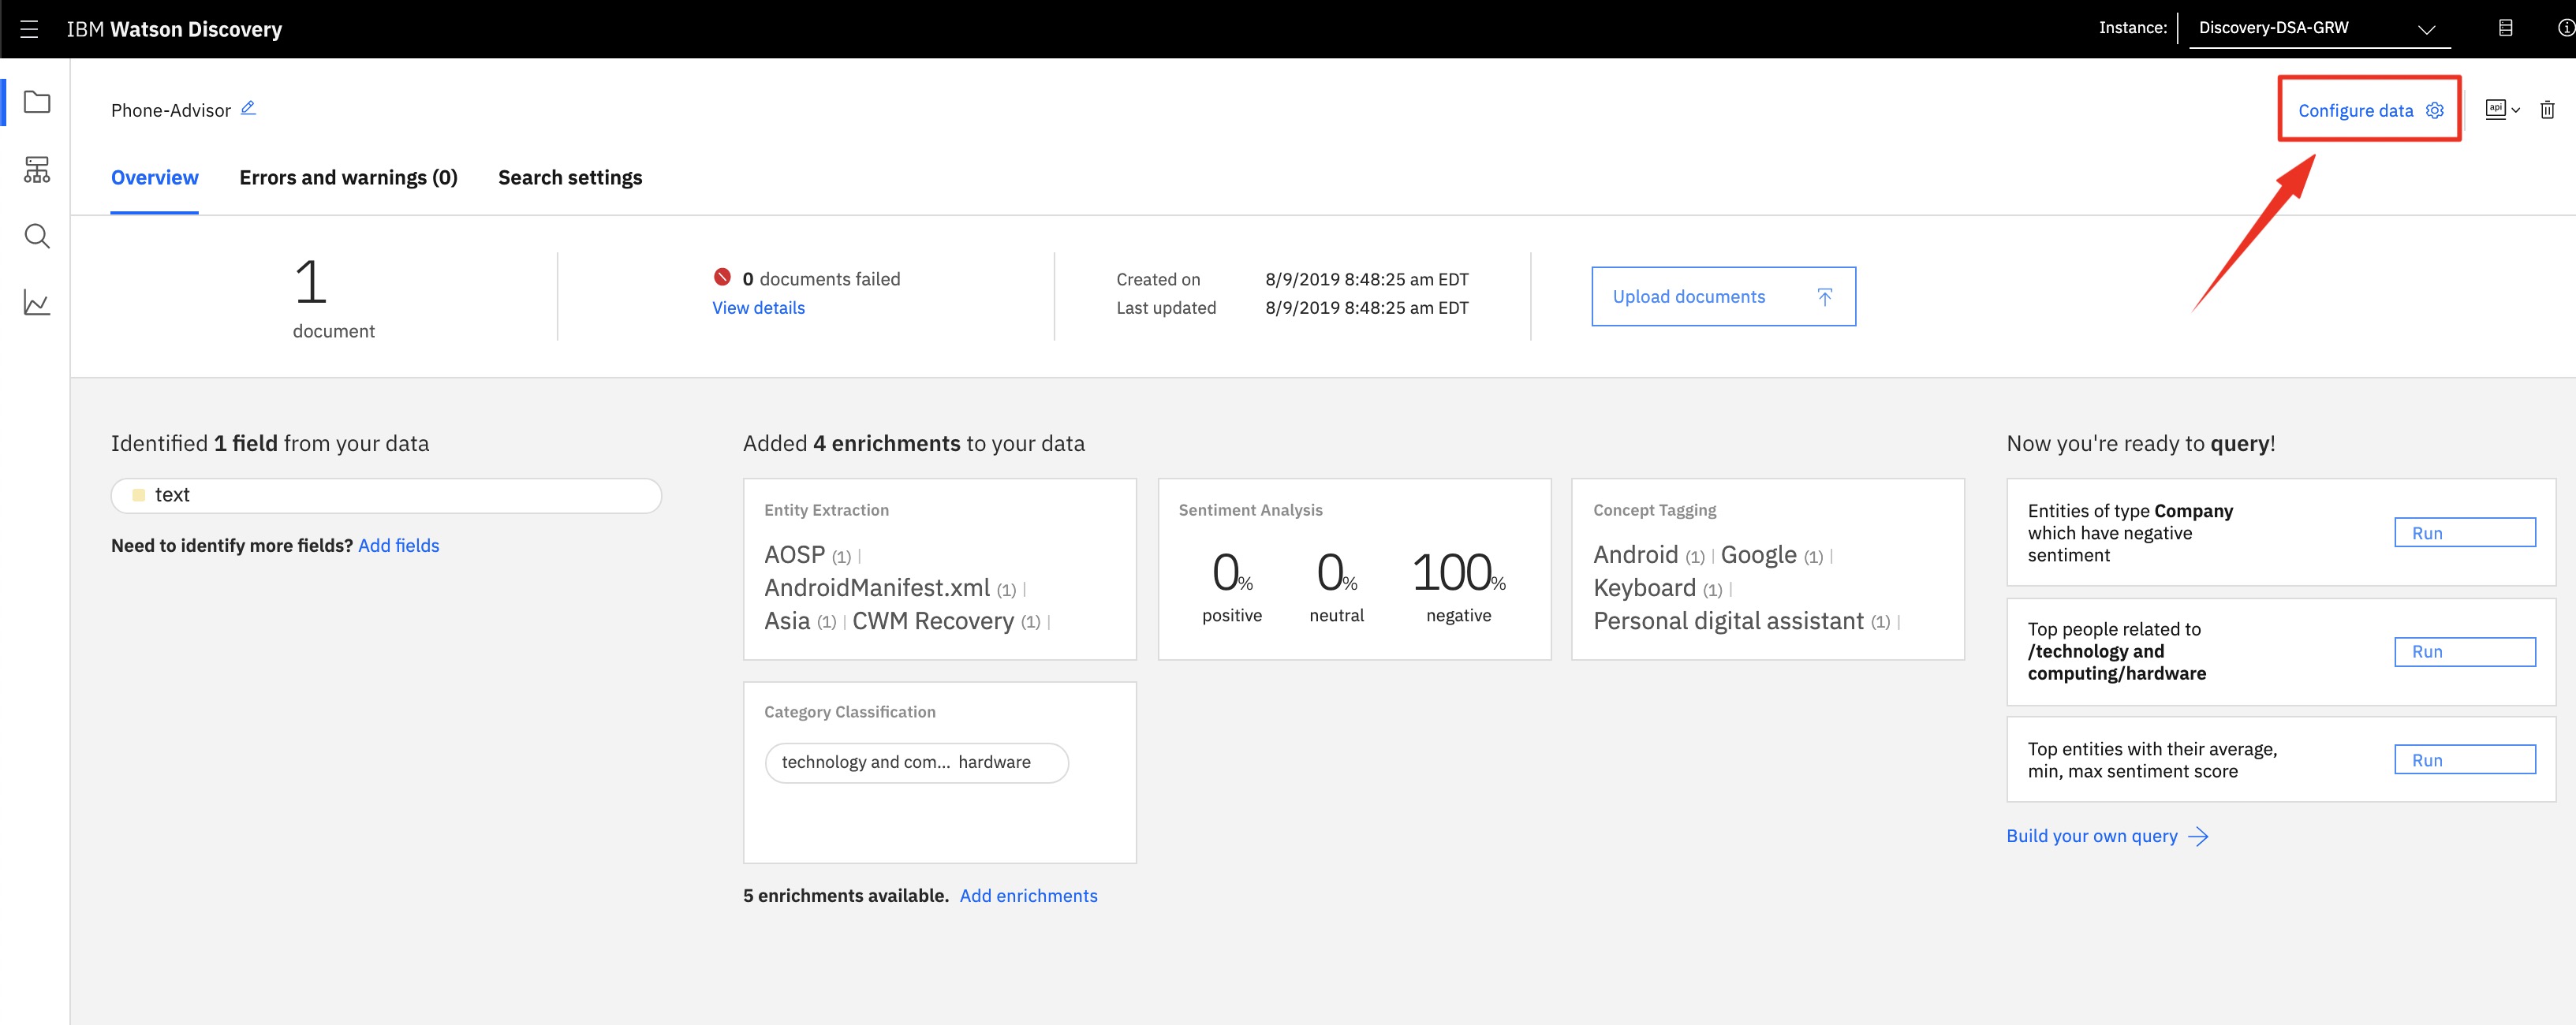 IBM Watson Discovery
Instance: Discovery-DSA-GRW
Phone-Advisor
Configure data
api
Overview
Errors and warnings (0)
Search settings
1
document
0 documents failed
View details
Created on 8/9/2019 8:48:25 am EDT
Last updated 8/9/2019 8:48:25 am EDT
Upload documents
Identified 1 field from your data
text
Need to identify more fields? Add fields
Added 4 enrichments to your data
Entity Extraction
AOSP (1) |
AndroidManifest.xml (1) |
Asia (1) | CWM Recovery (1) |
Sentiment Analysis
0% 0% 100%
positive neutral negative
Concept Tagging
Android (1) | Google (1) |
Keyboard (1) |
Personal digital assistant (1) |
Category Classification
technology and com... hardware
5 enrichments available. Add enrichments
Now you're ready to query!
Entities of type Company
which have negative
sentiment
Run
Top people related to
/technology and
computing/hardware
Run
Top entities with their average,
min, max sentiment score
Run
Build your own query